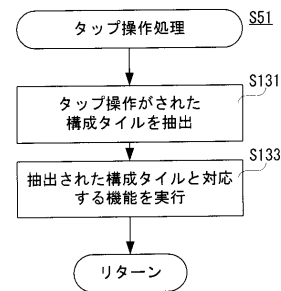 タップ操作処理
S51
S131
タップ操作がされた
構成タイルを抽出
S133
抽出された構成タイルと対応
する機能を実行
リターン